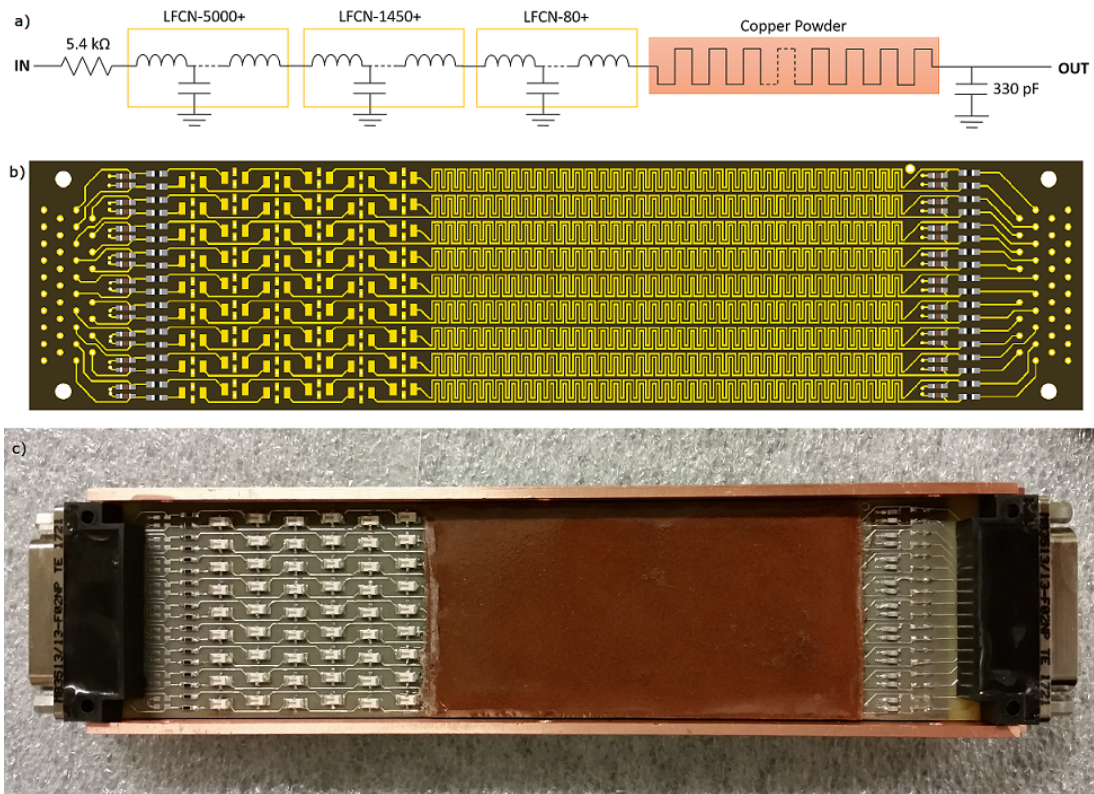 a)
LFCN-5000+
LFCN-1450+
LFCN-80+
Copper Powder
5.4 kΩ
IN
OUT
330 pF
b)
c)